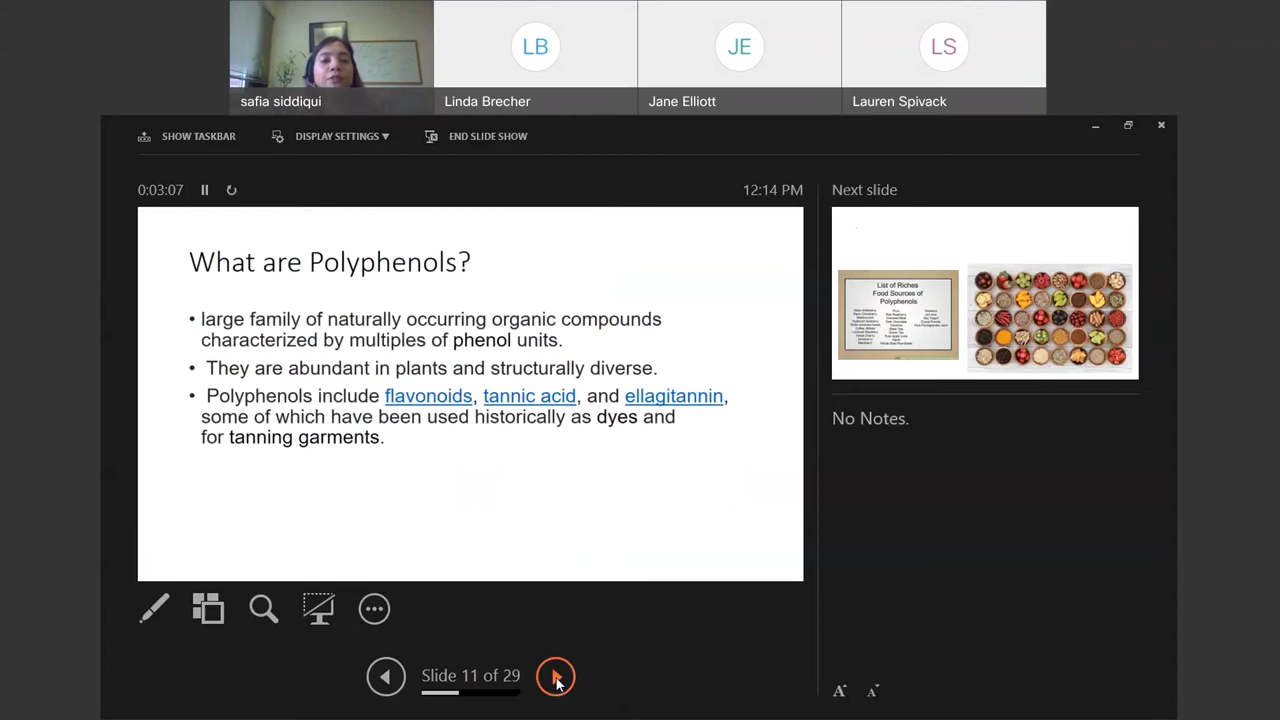 LB
JE
LS
safia siddiqui
Linda Brecher
Jane Elliott
Lauren Spivack
SHOW TASKBAR
DISPLAY SETTINGS ▾
END SLIDE SHOW
0:03:07
12:14 PM
Next slide
What are Polyphenols?
• large family of naturally occurring organic compounds
characterized by multiples of phenol units.
• They are abundant in plants and structurally diverse.
• Polyphenols include flavonoids, tannic acid, and ellagitannin,
some of which have been used historically as dyes and
for tanning garments.
List of Riches
Food Sources of
Polyphenols
No Notes.
Slide 11 of 29
A
A